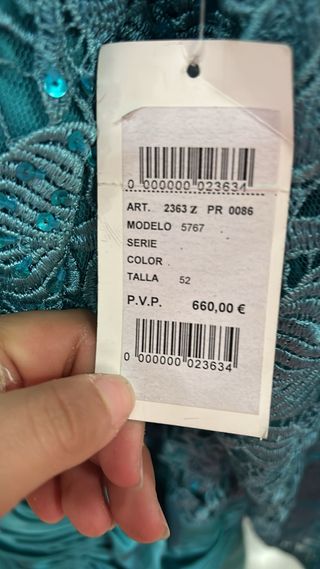 0 000000 023634
ART. 2363 Z PR 0086
MODELO 5767
SERIE
COLOR .
TALLA 52
P.V.P. 660,00 €
0 000000 023634